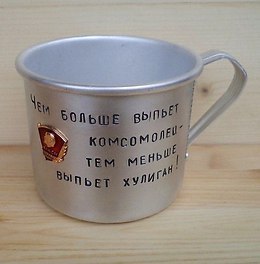 Чем больше выпьет
комсомолец-
тем меньше
выпьет хулиган!